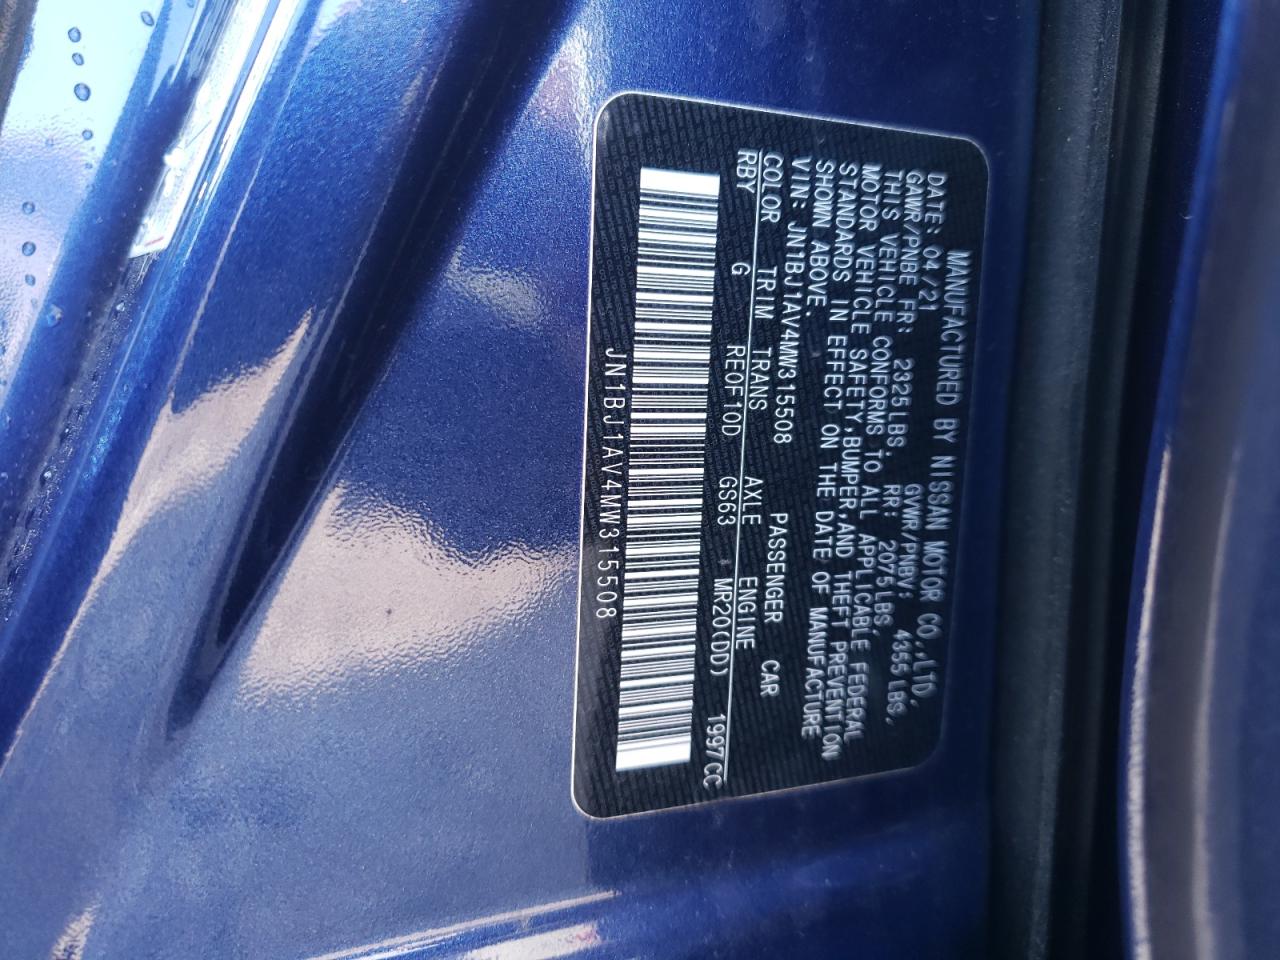 MANUFACTURED BY NISSAN MOTOR CO.,LTD.
DATE: 04/21 GVWR/PNBV: 4355LBS,
GAWR/PNBE FR: 2325LBS, RR: 2075LBS,
THIS VEHICLE CONFORMS TO ALL APPLICABLE FEDERAL
MOTOR VEHICLE SAFETY,BUMPER,AND THEFT PREVENTION
STANDARDS IN EFFECT ON THE DATE OF MANUFACTURE
SHOWN ABOVE.
VIN: JN1BJ1AV4MW315508 PASSENGER CAR
COLOR TRIM TRANS AXLE ENGINE
RBY G REOF10D GS63 MR20(DD) 1997CC
JN1BJ1AV4MW315508